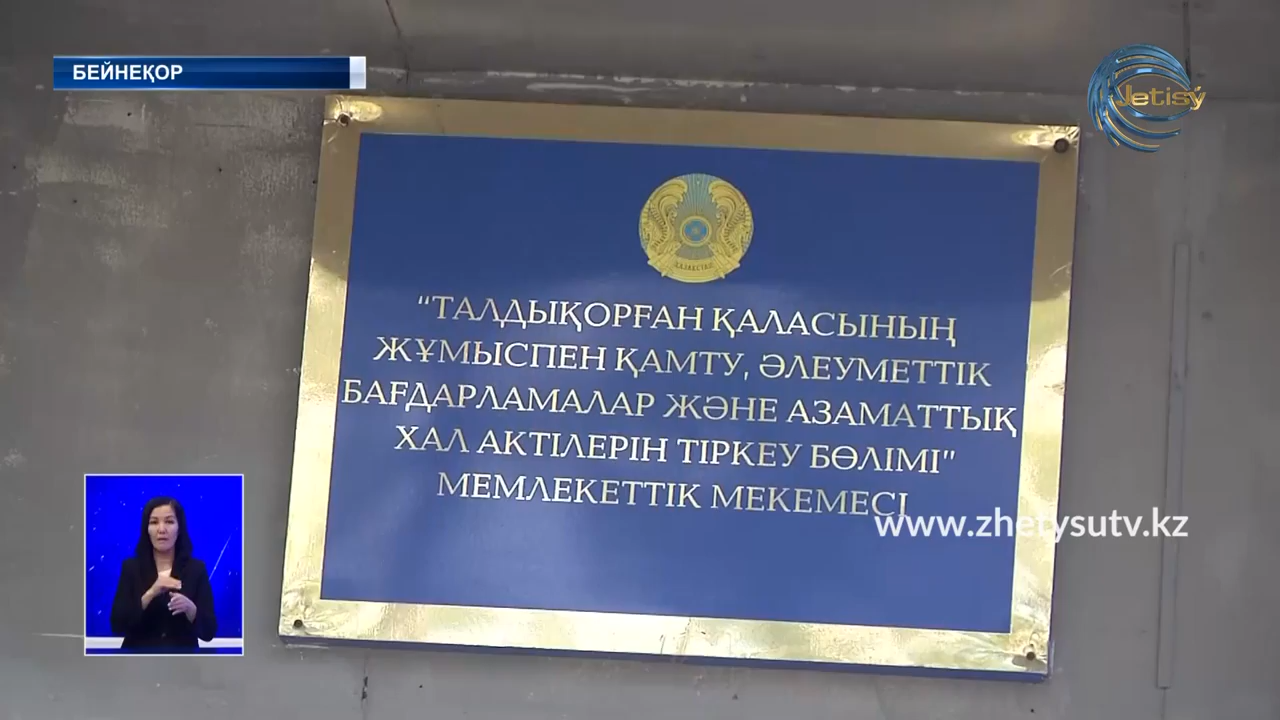 БЕЙНЕҚОР
Jetisý
ҚАЗАҚСТАН
"ТАЛДЫҚОРҒАН ҚАЛАСЫНЫҢ
ЖҰМЫСПЕН ҚАМТУ, ӘЛЕУМЕТТІК
БАҒДАРЛАМАЛАР ЖӘНЕ АЗАМАТТЫҚ
ХАЛ АКТІЛЕРІН ТІРКЕУ БӨЛІМІ"
МЕМЛЕКЕТТІК МЕКЕМЕСІ
www.zhetysutv.kz